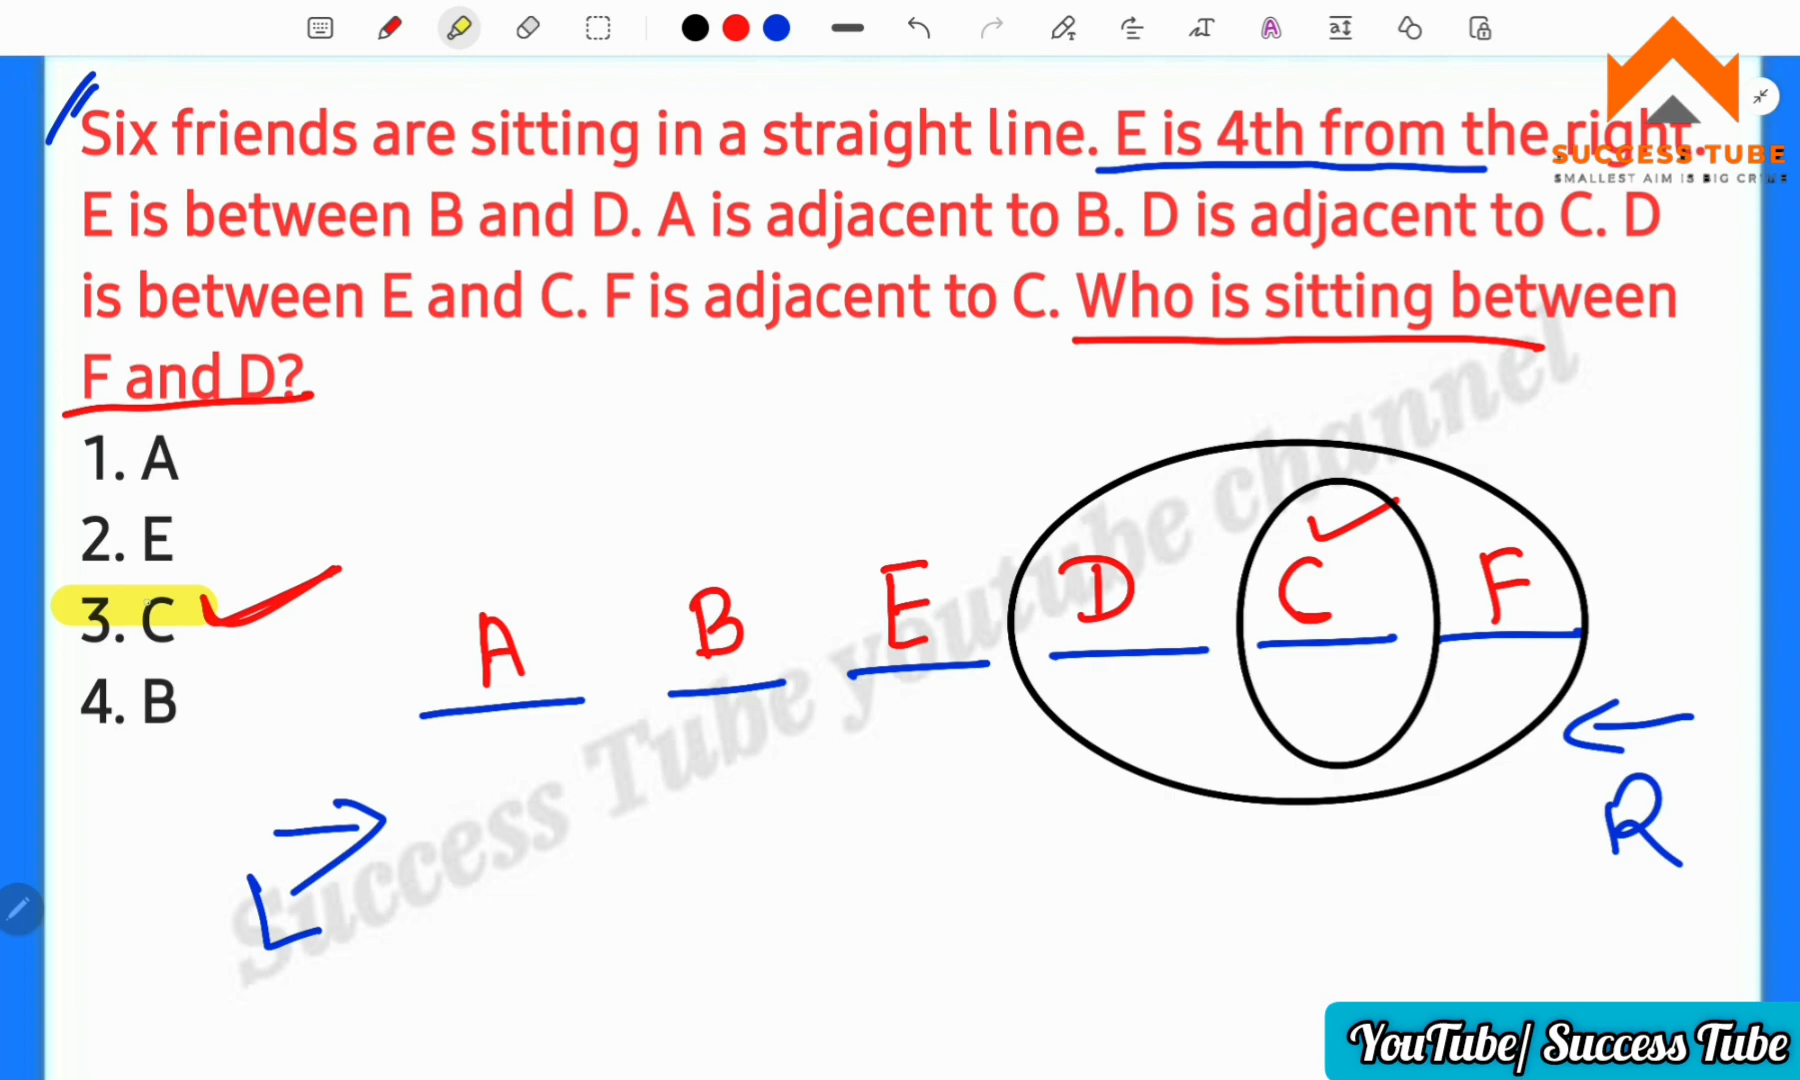 Six friends are sitting in a straight line. E is 4th from the right.
E is between B and D. A is adjacent to B. D is adjacent to C. D
is between E and C. F is adjacent to C. Who is sitting between
F and D?
1. A
2. E
3. C
4. B
A B E D C F
L
R
SUCCESS TUBE
SMALLEST AIM IS BIG CRIME
Success Tube youtube channel
YouTube/ Success Tube